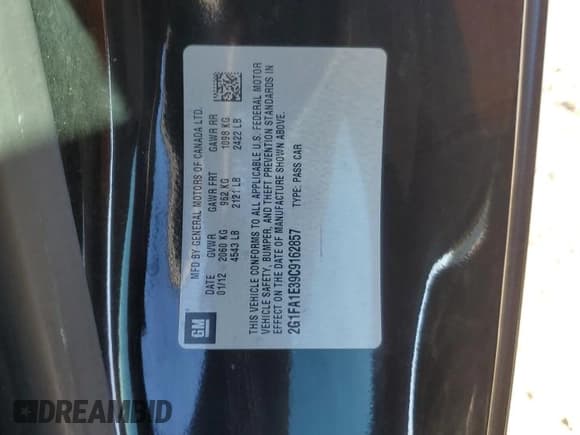 MFD BY GENERAL MOTORS OF CANADA LTD.
DATE GVWR GAWR FRT GAWR RR
01/12 2060 KG 962 KG 1098 KG
4543 LB 2121 LB 2422 LB
THIS VEHICLE CONFORMS TO ALL APPLICABLE U.S. FEDERAL MOTOR
VEHICLE SAFETY, BUMPER, AND THEFT PREVENTION STANDARDS IN
EFFECT ON THE DATE OF MANUFACTURE SHOWN ABOVE.
2G1FA1E39C9162857 TYPE: PASS CAR
GM
DREAMBID